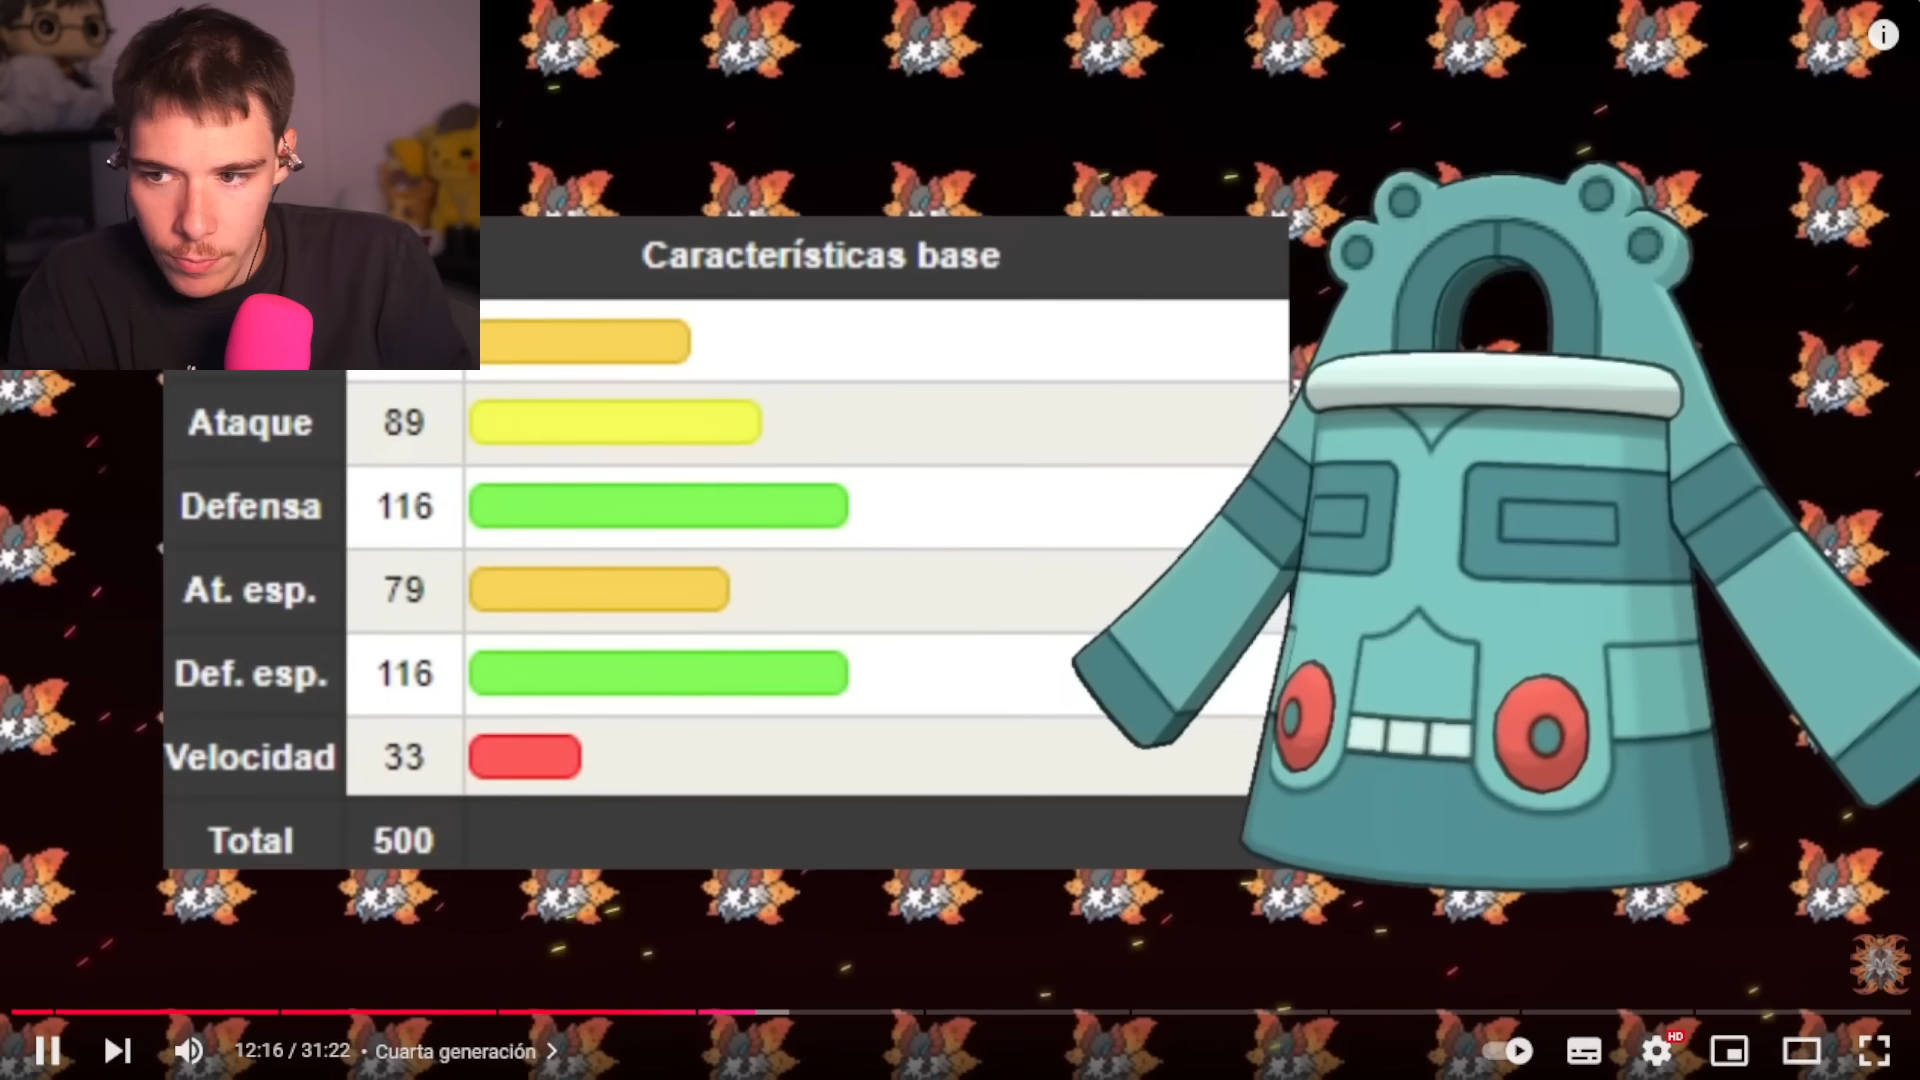 Características base
Ataque 89
Defensa 116
At. esp. 79
Def. esp. 116
Velocidad 33
Total 500
12:16 / 31:22 • Cuarta generación
HD